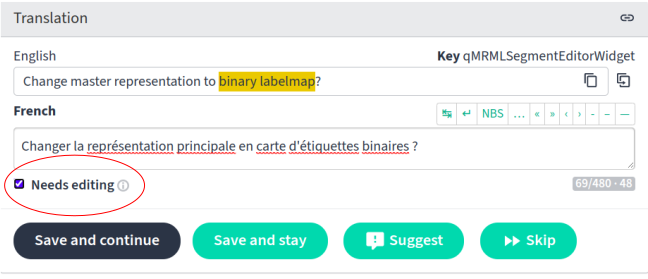 Translation
English
Key qMRMLSegmentEditorWidget
Change master representation to binary labelmap?
French
NBS … « » ‹ › - – —
Changer la représentation principale en carte d'étiquettes binaires ?
Needs editing
69/480 · 48
Save and continue
Save and stay
Suggest
Skip